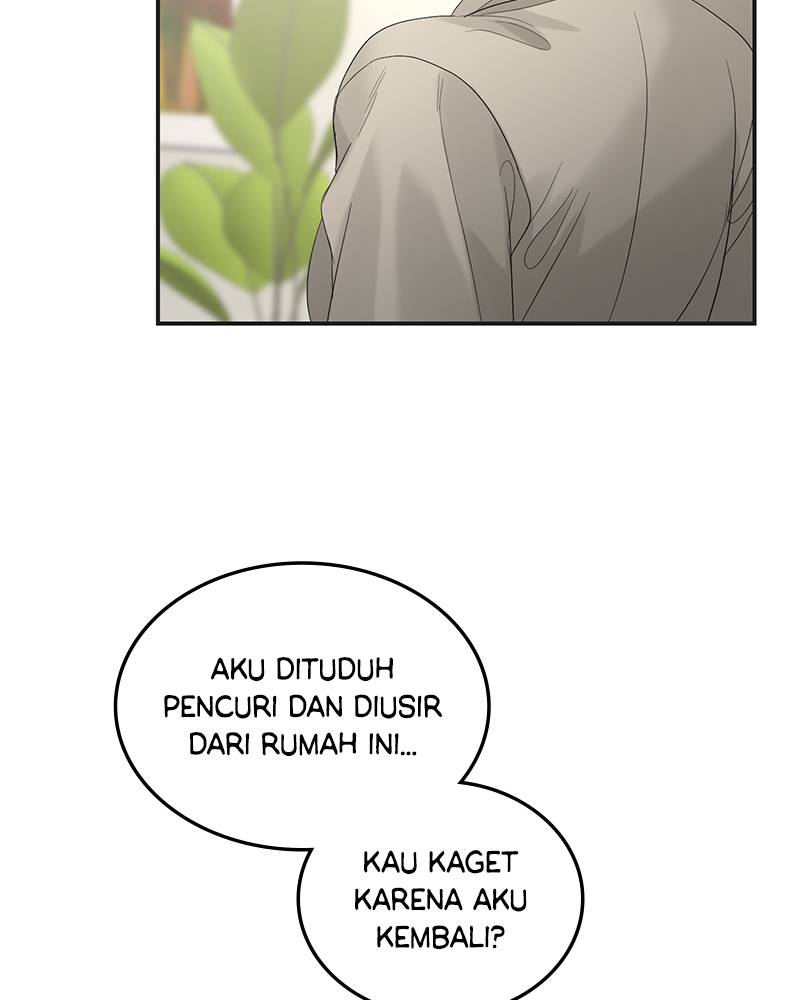 AKU DITUDUH
PENCURI DAN DIUSIR
DARI RUMAH INI...
KAU KAGET
KARENA AKU
KEMBALI?